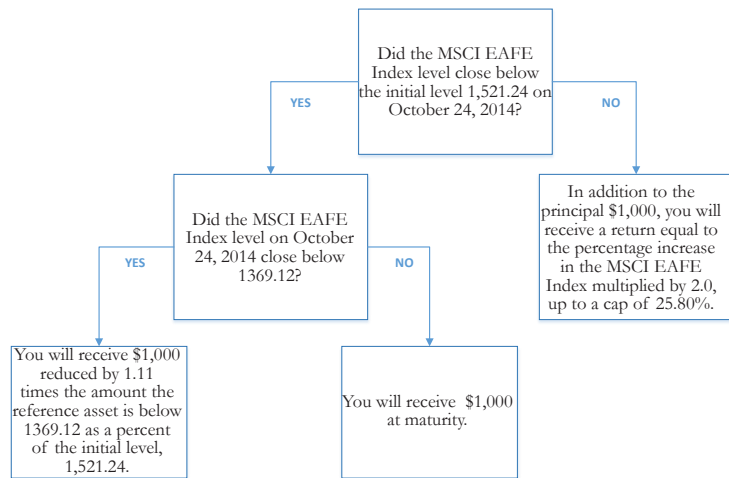 Did the MSCI EAFE
Index level close below
the initial level 1,521.24 on
October 24, 2014?
YES
NO
Did the MSCI EAFE
Index level on October
24, 2014 close below
1369.12?
In addition to the
principal $1,000, you will
receive a return equal to
the percentage increase
in the MSCI EAFE
Index multiplied by 2.0,
up to a cap of 25.80%.
YES
NO
You will receive $1,000
reduced by 1.11
times the amount the
reference asset is below
1369.12 as a percent
of the initial level,
1,521.24.
You will receive $1,000
at maturity.